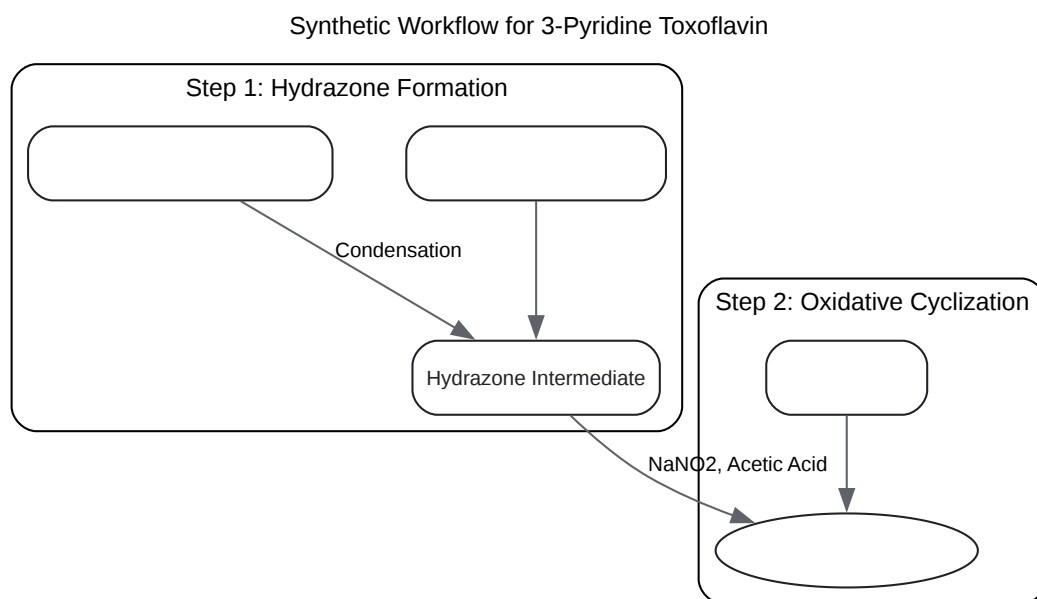 Synthetic Workflow for 3-Pyridine Toxoflavin
Step 1: Hydrazone Formation
Condensation
Step 2: Oxidative Cyclization
Hydrazone Intermediate
NaNO2, Acetic Acid